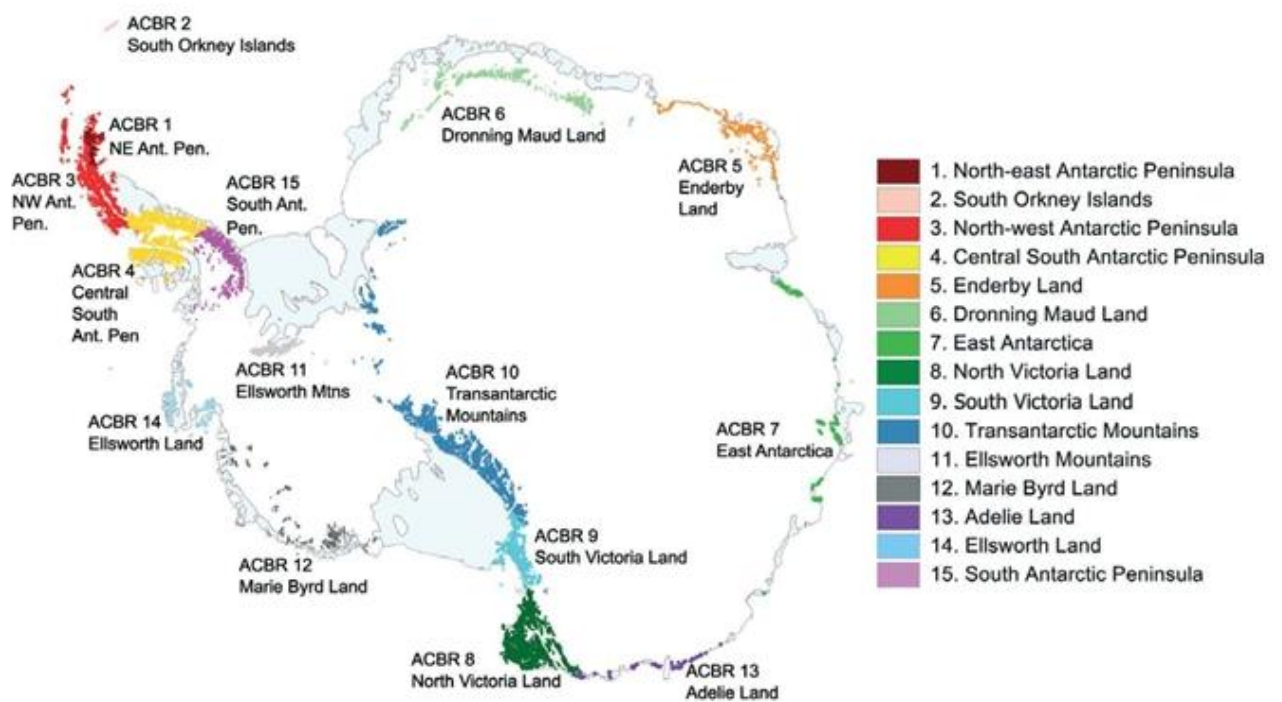 ACBR 2
South Orkney Islands
ACBR 1
NE Ant. Pen.
ACBR 3
NW Ant.
Pen.
ACBR 15
South Ant.
Pen.
ACBR 6
Dronning Maud Land
ACBR 5
Enderby
Land
ACBR 4
Central
South
Ant. Pen
ACBR 11
Ellsworth Mtns
ACBR 10
Transantarctic
Mountains
ACBR 14
Ellsworth Land
ACBR 7
East Antarctica
ACBR 9
South Victoria Land
ACBR 12
Marie Byrd Land
ACBR 8
North Victoria Land
ACBR 13
Adelie Land
1. North-east Antarctic Peninsula
2. South Orkney Islands
3. North-west Antarctic Peninsula
4. Central South Antarctic Peninsula
5. Enderby Land
6. Dronning Maud Land
7. East Antarctica
8. North Victoria Land
9. South Victoria Land
10. Transantarctic Mountains
11. Ellsworth Mountains
12. Marie Byrd Land
13. Adelie Land
14. Ellsworth Land
15. South Antarctic Peninsula